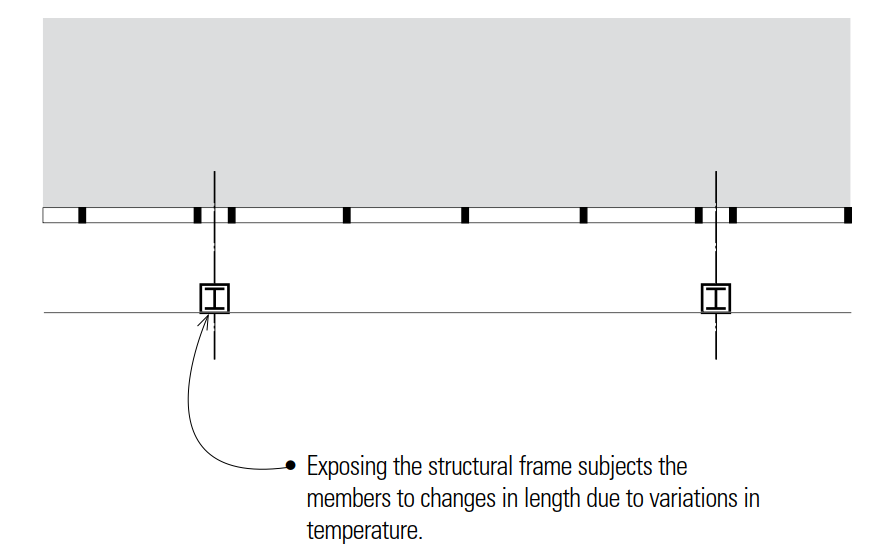 Exposing the structural frame subjects the
members to changes in length due to variations in
temperature.